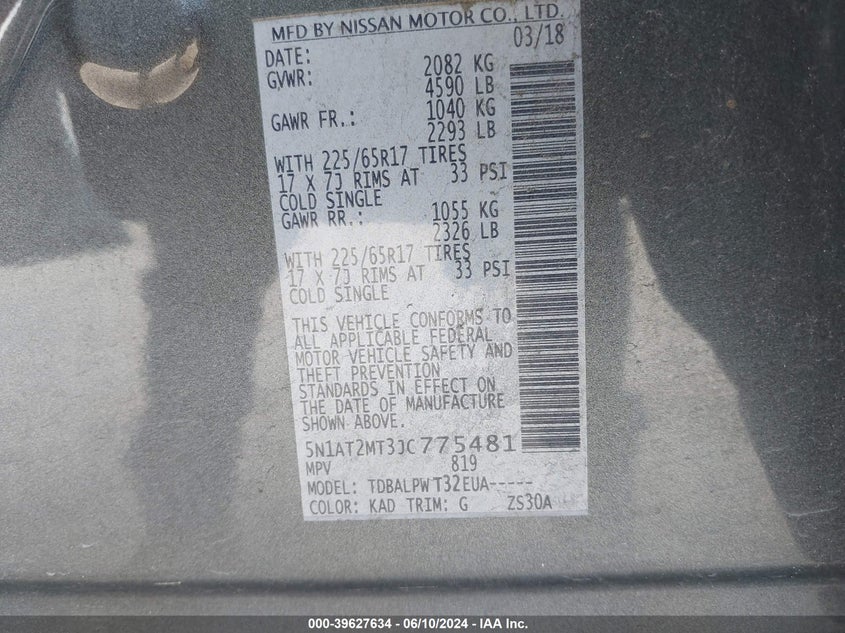 MFD BY NISSAN MOTOR CO., LTD.
DATE: 03/18
GVWR: 2082 KG
4590 LB
GAWR FR.: 1040 KG
2293 LB
WITH 225/65R17 TIRES
17 X 7J RIMS AT 33 PSI
COLD SINGLE
GAWR RR.: 1055 KG
2326 LB
WITH 225/65R17 TIRES
17 X 7J RIMS AT 33 PSI
COLD SINGLE
THIS VEHICLE CONFORMS TO
ALL APPLICABLE FEDERAL
MOTOR VEHICLE SAFETY AND
THEFT PREVENTION
STANDARDS IN EFFECT ON
THE DATE OF MANUFACTURE
SHOWN ABOVE.
5N1AT2MT3JC775481
MPV 819
MODEL: TDBALPWT32EUA-----
COLOR: KAD TRIM: G ZS30A
000-39627634 - 06/10/2024 - IAA Inc.